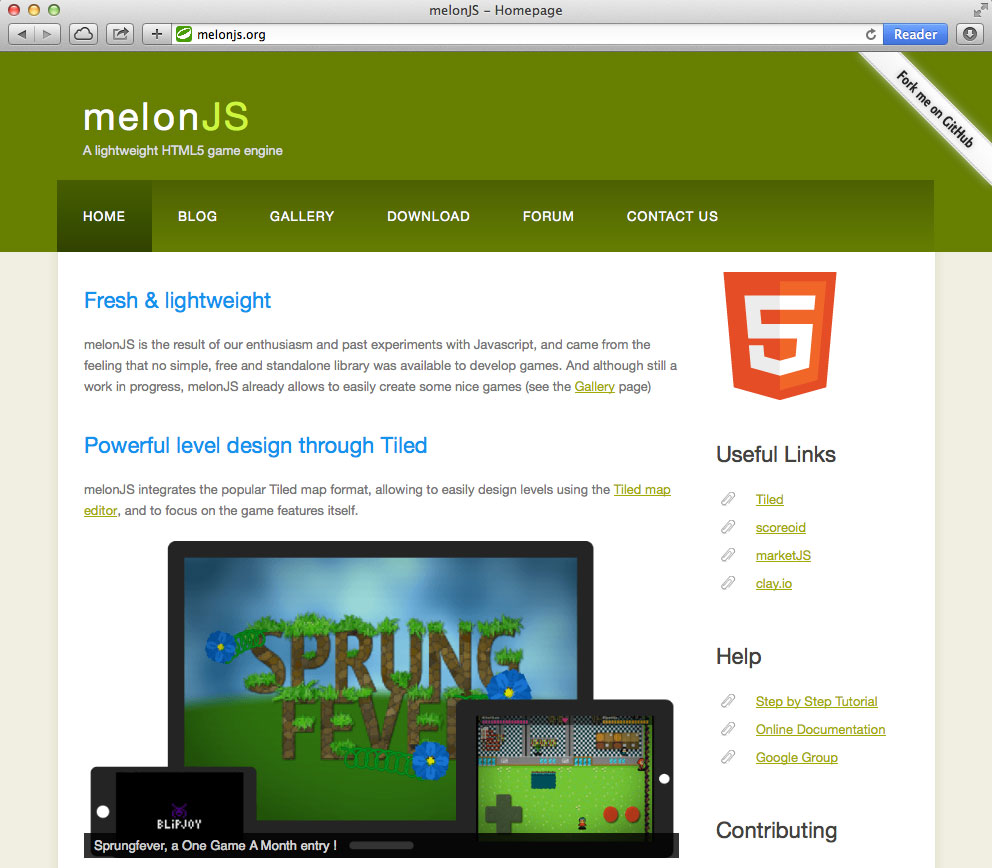 melonJS – Homepage
melonjs.org
Reader
Fork me on GitHub
melonJS
A lightweight HTML5 game engine
HOME
BLOG
GALLERY
DOWNLOAD
FORUM
CONTACT US
Fresh & lightweight
melonJS is the result of our enthusiasm and past experiments with Javascript, and came from the
feeling that no simple, free and standalone library was available to develop games. And although still a
work in progress, melonJS already allows to easily create some nice games (see the Gallery page)
Powerful level design through Tiled
melonJS integrates the popular Tiled map format, allowing to easily design levels using the Tiled map
editor, and to focus on the game features itself.
SPRUNG
FEVE
BLiPJOY
Sprungfever, a One Game A Month entry !
5
Useful Links
Tiled
scoreoid
marketJS
clay.io
Help
Step by Step Tutorial
Online Documentation
Google Group
Contributing